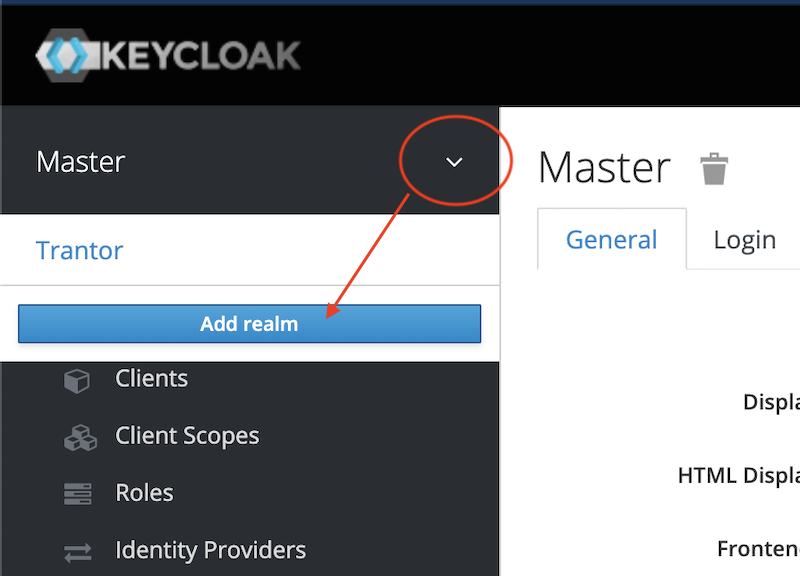 KEYCLOAK
Master
Trantor
Add realm
Clients
Client Scopes
Roles
Identity Providers
Master
General
Login
Displa
HTML Displa
Fronten